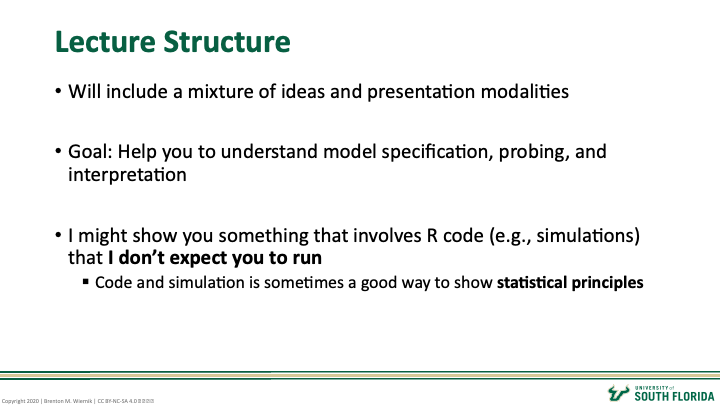 Lecture Structure
• Will include a mixture of ideas and presentation modalities
• Goal: Help you to understand model specification, probing, and
interpretation
• I might show you something that involves R code (e.g., simulations)
that I don't expect you to run
▪ Code and simulation is sometimes a good way to show statistical principles
Copyright 2020 | Brenton M. Wiernik | CC BY-NC-SA 4.0
UNIVERSITY of
SOUTH FLORIDA